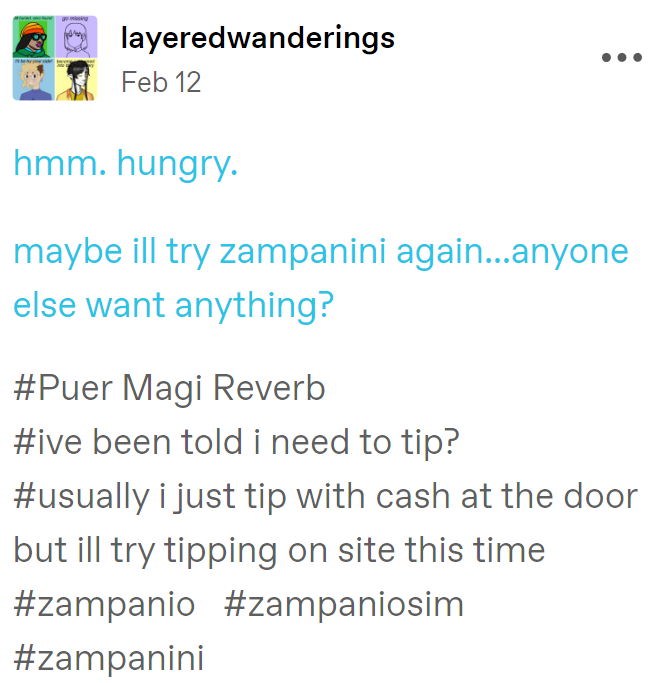 layeredwanderings
Feb 12
hmm. hungry.
maybe ill try zampanini again...anyone
else want anything?
#Puer Magi Reverb
#ive been told i need to tip?
#usually i just tip with cash at the door
but ill try tipping on site this time
#zampanio #zampaniosim
#zampanini